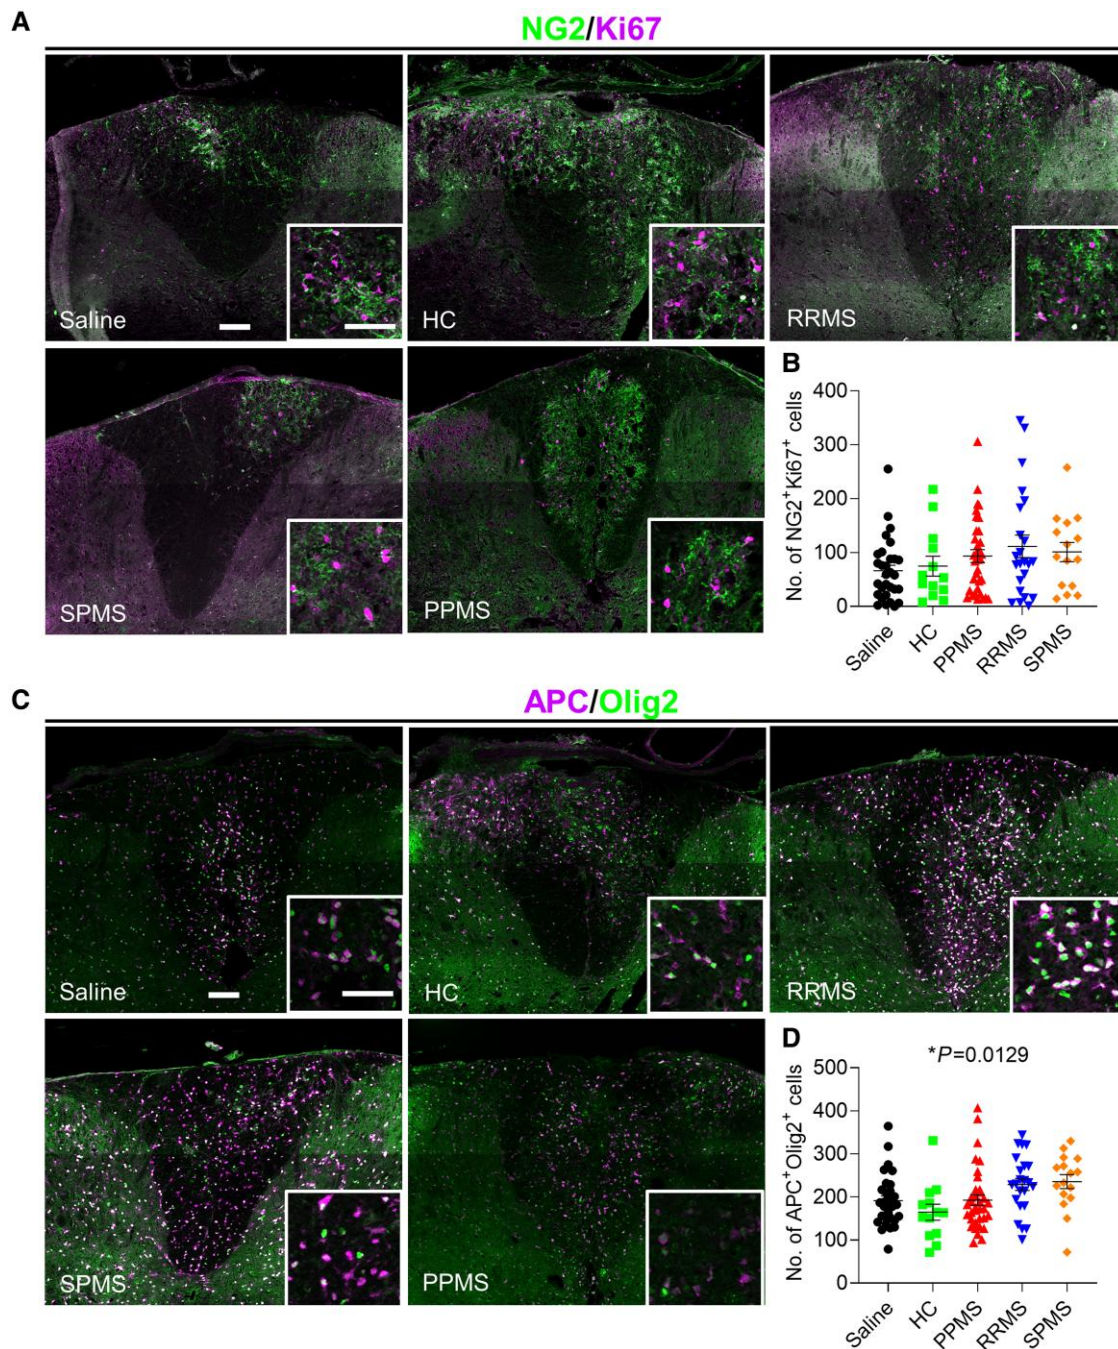 A
NG2/Ki67
Saline
HC
RRMS
SPMS
PPMS
B
400
300
200
100
0
No. of NG2⁺Ki67⁺ cells
Saline
HC
PPMS
RRMS
SPMS
C
APC/Olig2
Saline
HC
RRMS
SPMS
PPMS
D
*P=0.0129
500
400
300
200
100
0
No. of APC⁺Olig2⁺ cells
Saline
HC
PPMS
RRMS
SPMS